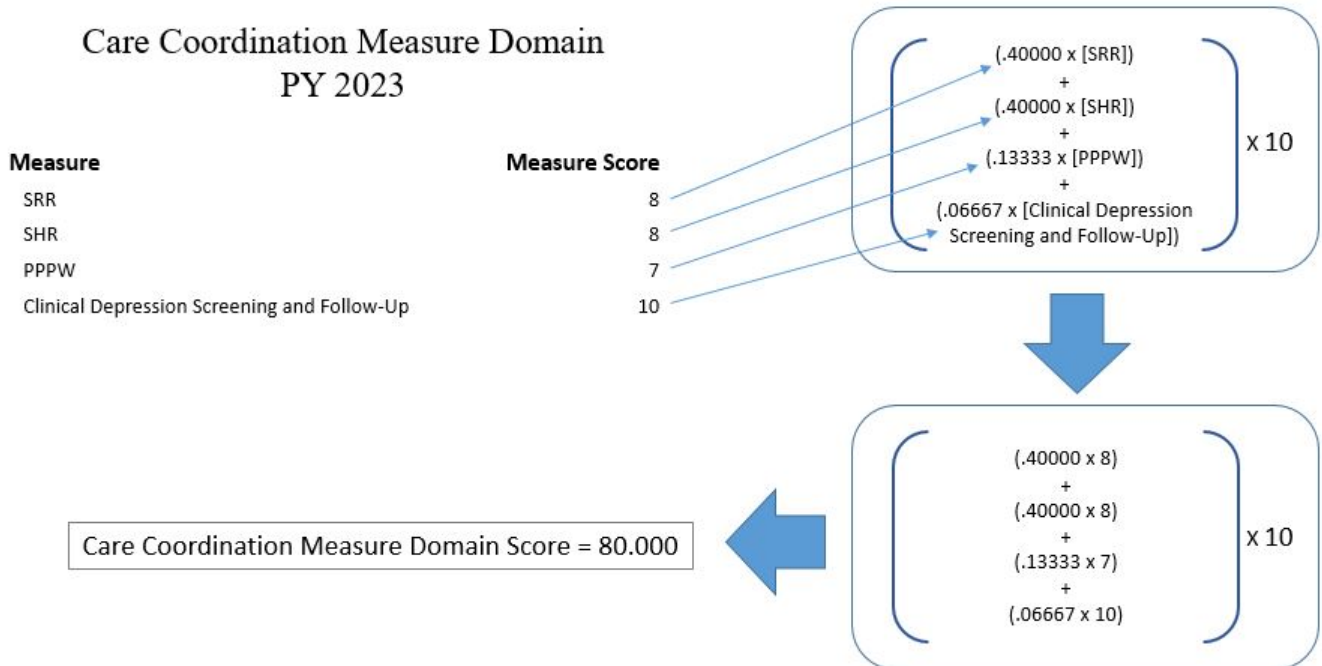 Care Coordination Measure Domain
PY 2023
Measure Measure Score
SRR 8
SHR 8
PPPW 7
Clinical Depression Screening and Follow-Up 10
(.40000 x [SRR])
+
(.40000 x [SHR])
+
(.13333 x [PPPW])
+
(.06667 x [Clinical Depression
Screening and Follow-Up])
x 10
(.40000 x 8)
+
(.40000 x 8)
+
(.13333 x 7)
+
(.06667 x 10)
x 10
Care Coordination Measure Domain Score = 80.000